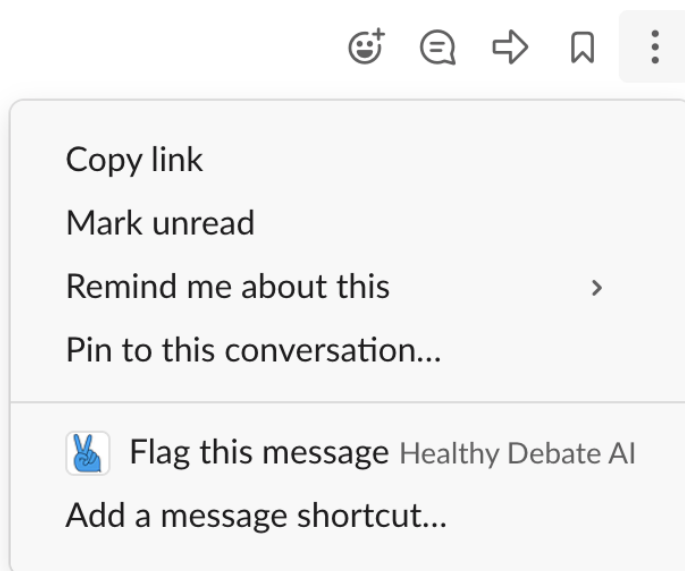 Copy link
Mark unread
Remind me about this
Pin to this conversation...
Flag this message Healthy Debate AI
Add a message shortcut...